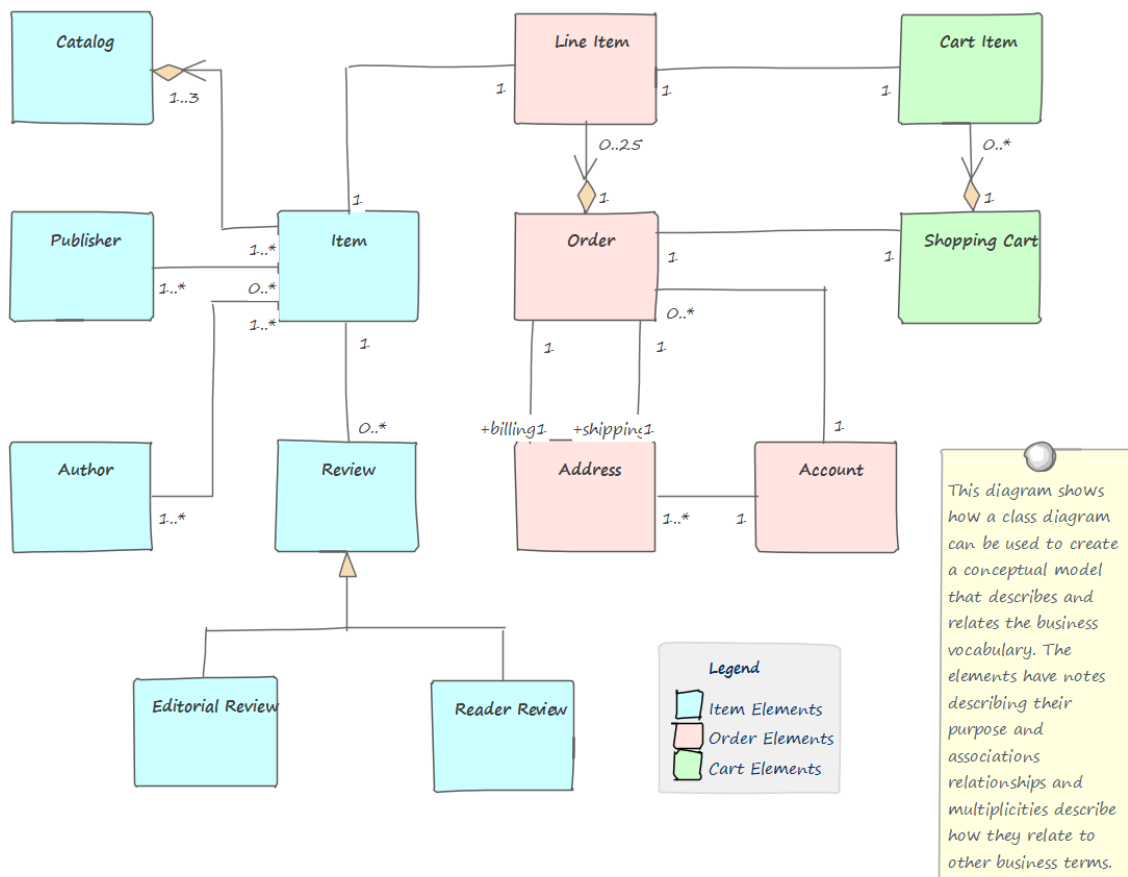 Catalog
Line Item
Cart Item
1..3
1
1
1
0..25
0..*
1
1
1
Publisher
Item
Order
Shopping Cart
1..*
1
1
1..*
0..*
1..*
0..*
1
1
1
+billing
1
+shipping
1
1
0..*
Author
Review
Address
Account
1..*
1..*
1
Editorial Review
Reader Review
Legend
Item Elements
Order Elements
Cart Elements
This diagram shows
how a class diagram
can be used to create
a conceptual model
that describes and
relates the business
vocabulary. The
elements have notes
describing their
purpose and
associations
relationships and
multiplicities describe
how they relate to
other business terms.